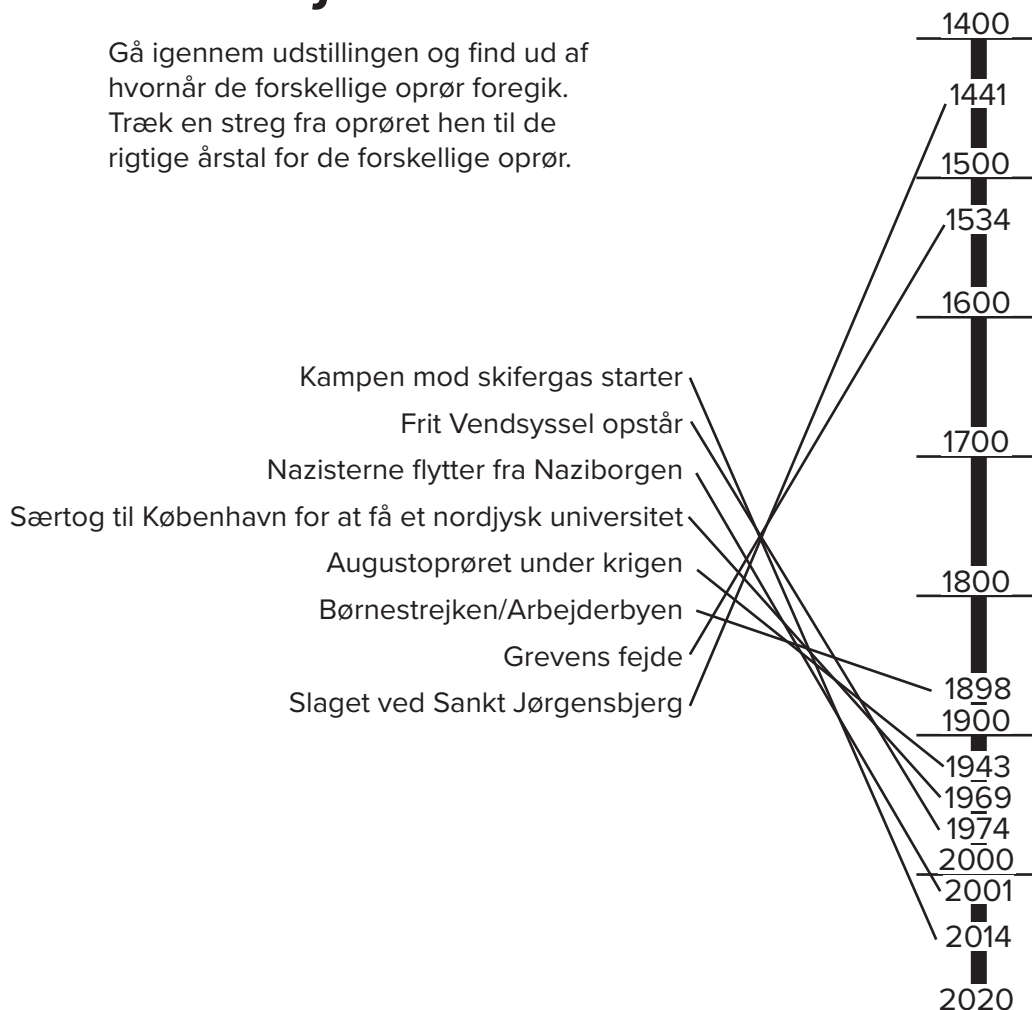 Gå igennem udstillingen og find ud af
hvornår de forskellige oprør foregik.
Træk en streg fra oprøret hen til de
rigtige årstal for de forskellige oprør.
Kampen mod skifergas starter
Frit Vendsyssel opstår
Nazisterne flytter fra Naziborgen
Særtog til København for at få et nordjysk universitet
Augustoprøret under krigen
Børnestrejken/Arbejderbyen
Grevens fejde
Slaget ved Sankt Jørgensbjerg
1400
1441
1500
1534
1600
1700
1800
1898
1900
1943
1969
1974
2000
2001
2014
2020